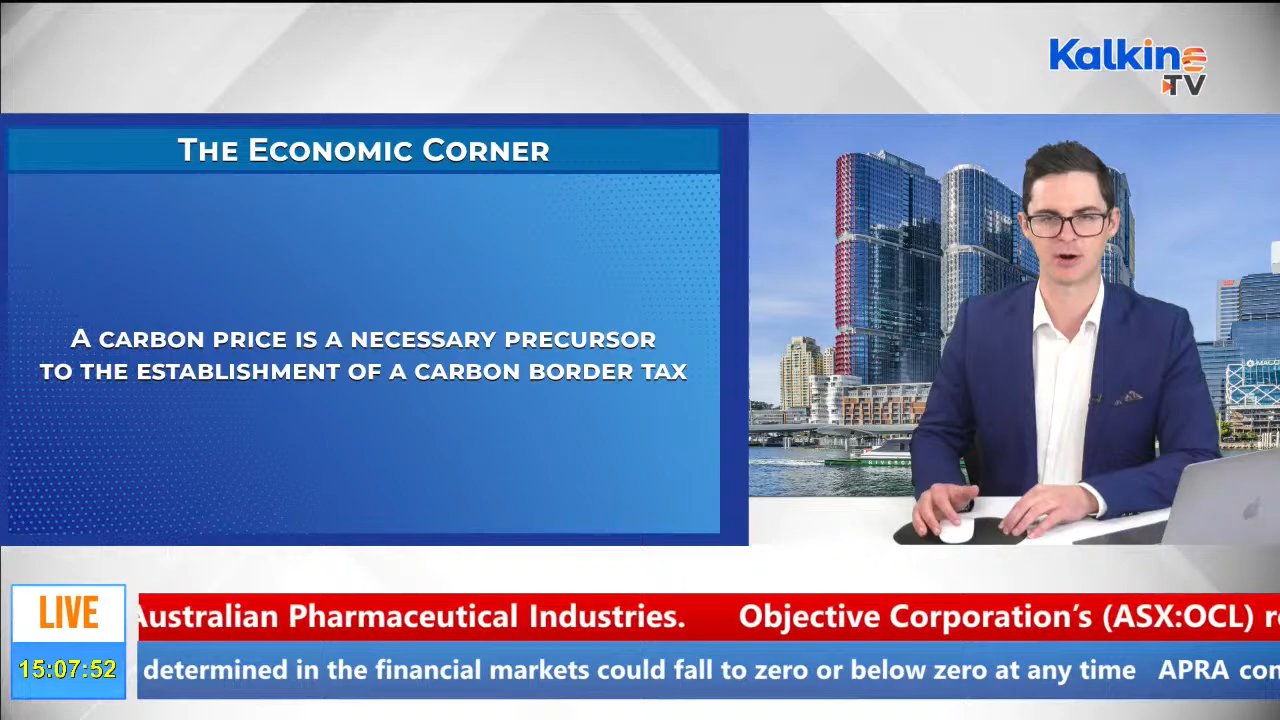 Kalkine
TV
THE ECONOMIC CORNER
A CARBON PRICE IS A NECESSARY PRECURSOR
TO THE ESTABLISHMENT OF A CARBON BORDER TAX
LIVE
15:07:52
Australian Pharmaceutical Industries. Objective Corporation's (ASX:OCL)
determined in the financial markets could fall to zero or below zero at any time APRA